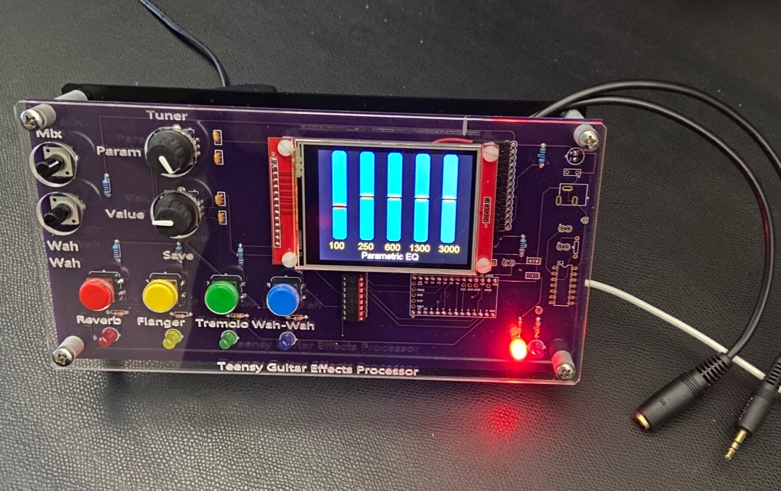 Tuner
Mix
Param
Value
Wah
Wah
Save
100 250 600 1300 3000
Parametric EQ
Reverb Flanger Tremolo Wah-Wah
Teensy Guitar Effects Processor